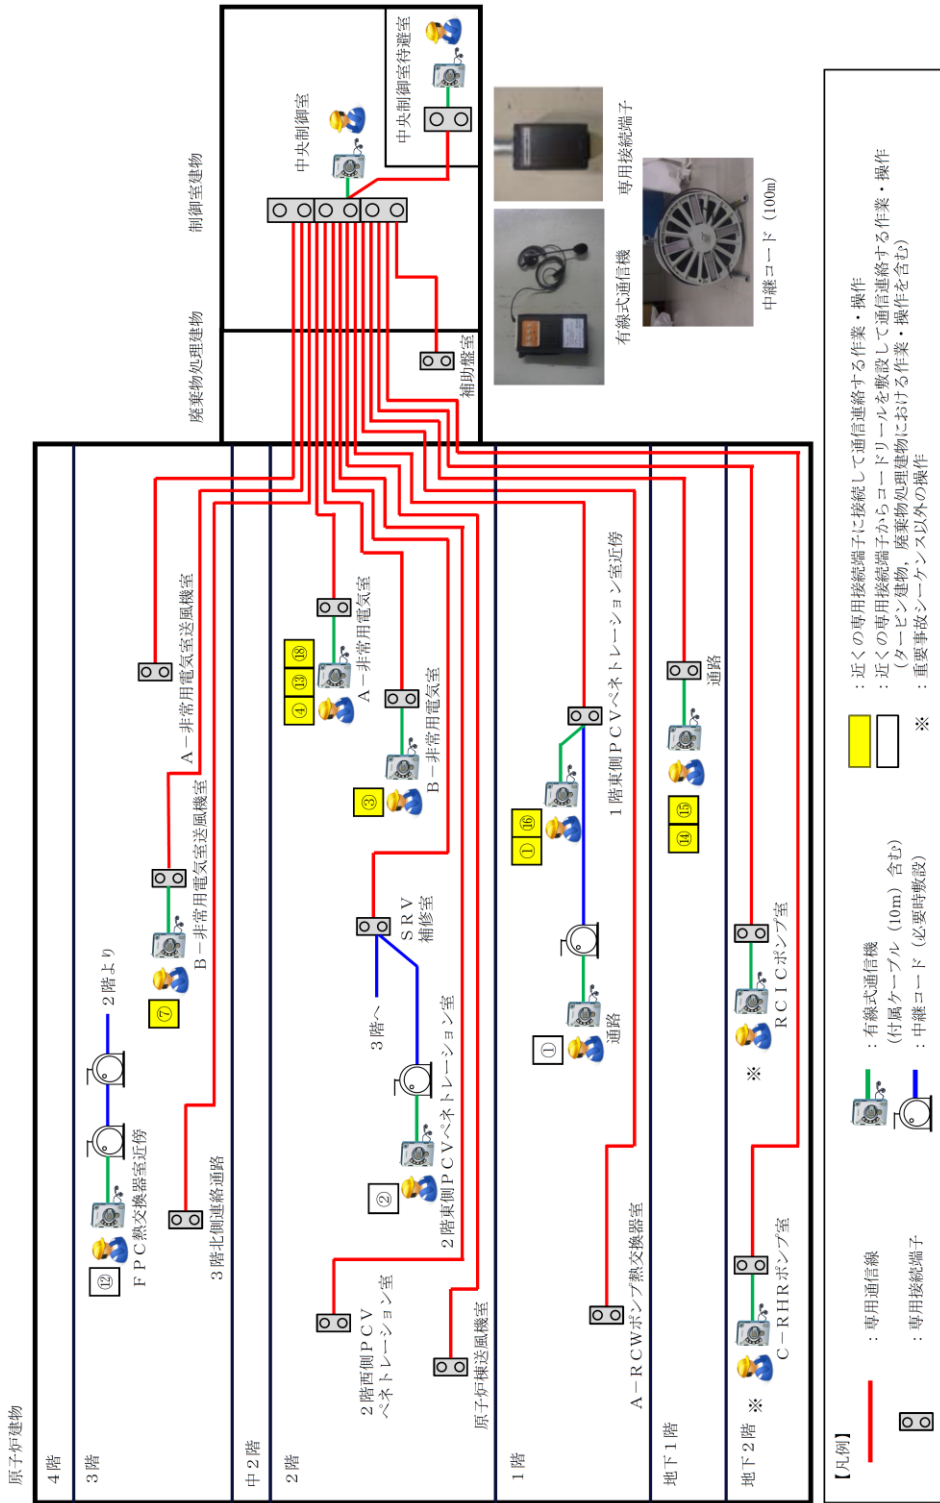 原子炉建物
廃棄物処理建物
制御室建物
4階
3階
中2階
2階
1階
地下1階
地下2階
中央制御室
中央制御室待避室
補助盤室
A－非常用電気室送風機室
⑦
B－非常用電気室送風機室
2階より
⑫
FPC熱交換器室近傍
3階北側連絡通路
④ ⑬ ⑱
A－非常用電気室
③
B－非常用電気室
SRV
補修室
3階へ
②
2階東側PCVペネトレーション室
2階西側PCV
ペネトレーション室
原子炉棟送風機室
① ⑯
1階東側PCVペネトレーション室近傍
①
通路
A－RCWポンプ熱交換器室
⑭ ⑮
通路
※
RCICポンプ室
※
C－RHRポンプ室
有線式通信機
専用接続端子
中継コード（100m）
【凡例】
：専用通信線
：専用接続端子
：有線式通信機
（付属ケーブル（10m）含む）
：中継コード（必要時敷設）
：近くの専用接続端子に接続して通信連絡する作業・操作
：近くの専用接続端子からコードリールを敷設して通信連絡する作業・操作
（タービン建物，廃棄物処理建物における作業・操作を含む）
※ ：重要事故シーケンス以外の操作